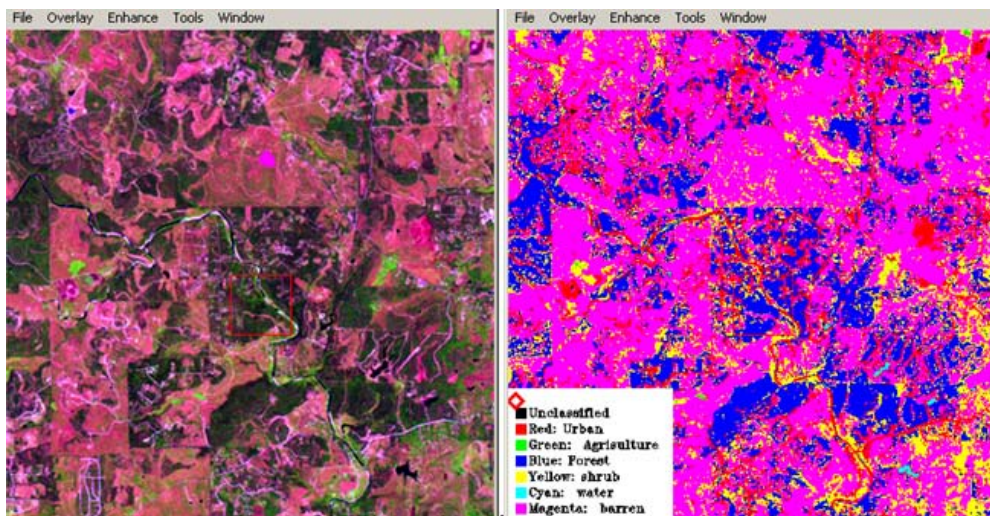 File Overlay Enhance Tools Window
File Overlay Enhance Tools Window
Unclassified
Red: Urban
Green: Agrisulture
Blue: Forest
Yellow: shrub
Cyan: water
Magenta: barren